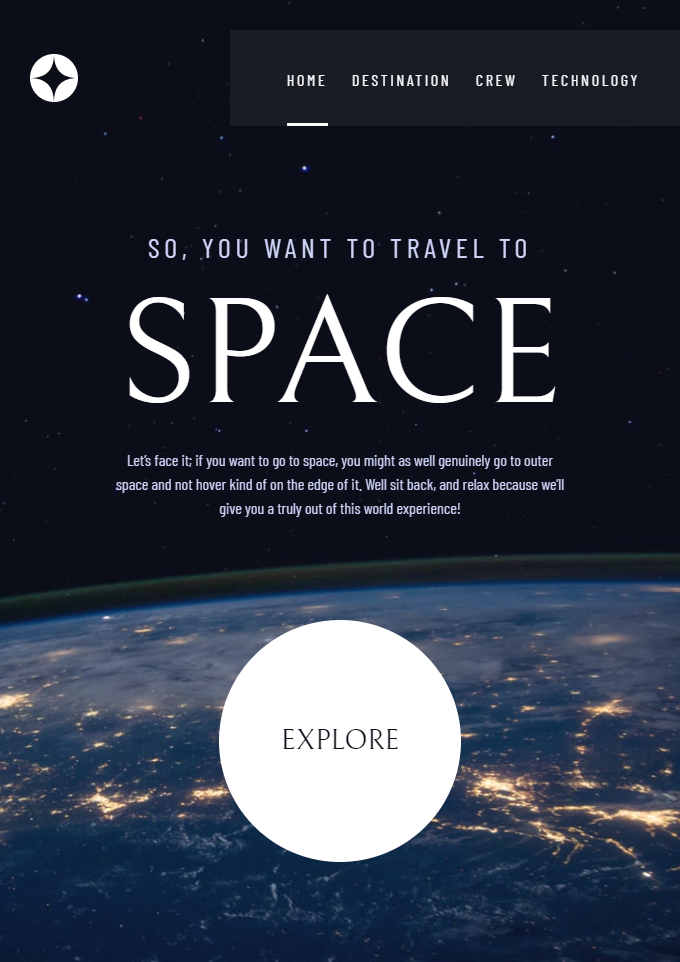 HOME DESTINATION CREW TECHNOLOGY
SO, YOU WANT TO TRAVEL TO
SPACE
Let's face it; if you want to go to space, you might as well genuinely go to outer
space and not hover kind of on the edge of it. Well sit back, and relax because we'll
give you a truly out of this world experience!
EXPLORE